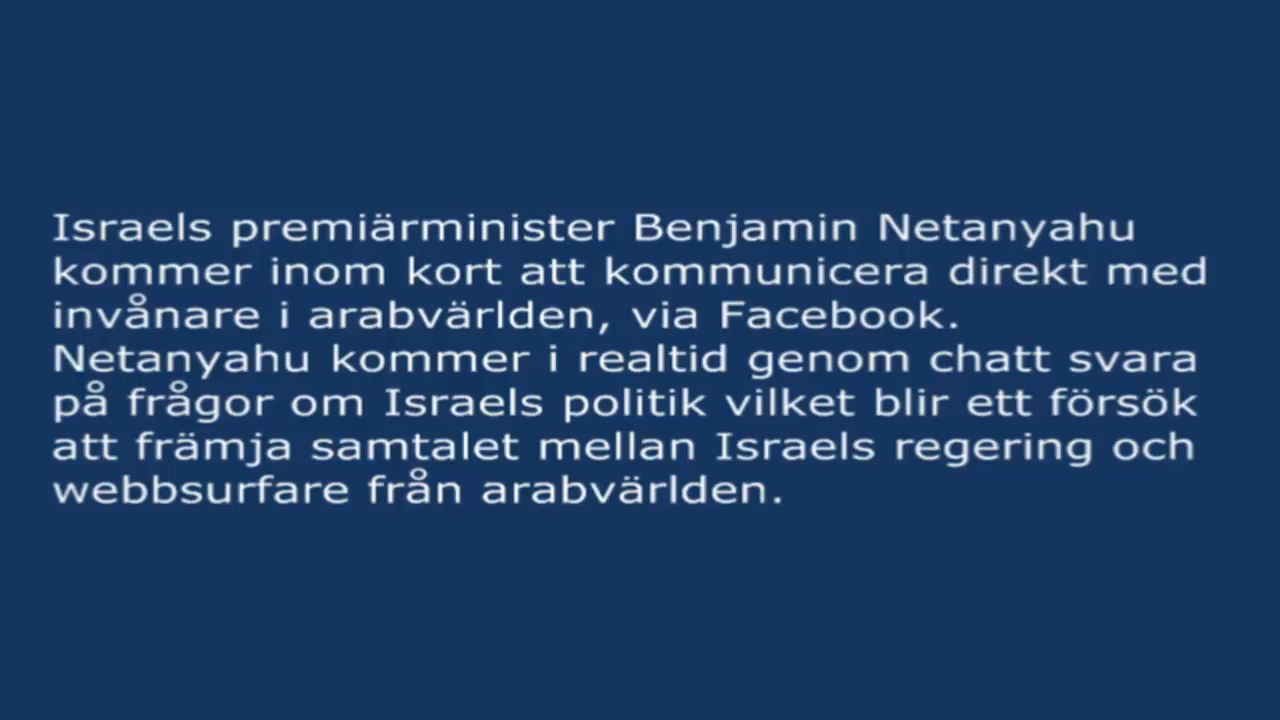 Israels premiärminister Benjamin Netanyahu
kommer inom kort att kommunicera direkt med
invånare i arabvärlden, via Facebook.
Netanyahu kommer i realtid genom chatt svara
på frågor om Israels politik vilket blir ett försök
att främja samtalet mellan Israels regering och
webbsurfare från arabvärlden.